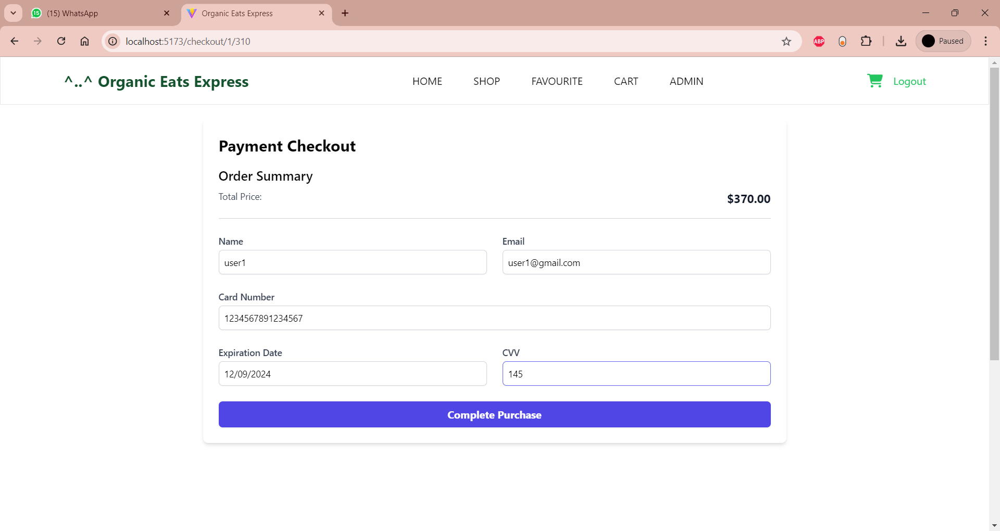 15 (15) WhatsApp Organic Eats Express
localhost:5173/checkout/1/310 ABP Paused
^..^ Organic Eats Express HOME SHOP FAVOURITE CART ADMIN Logout
Payment Checkout
Order Summary
Total Price: $370.00
Name Email
user1 user1@gmail.com
Card Number
1234567891234567
Expiration Date CVV
12/09/2024 145
Complete Purchase